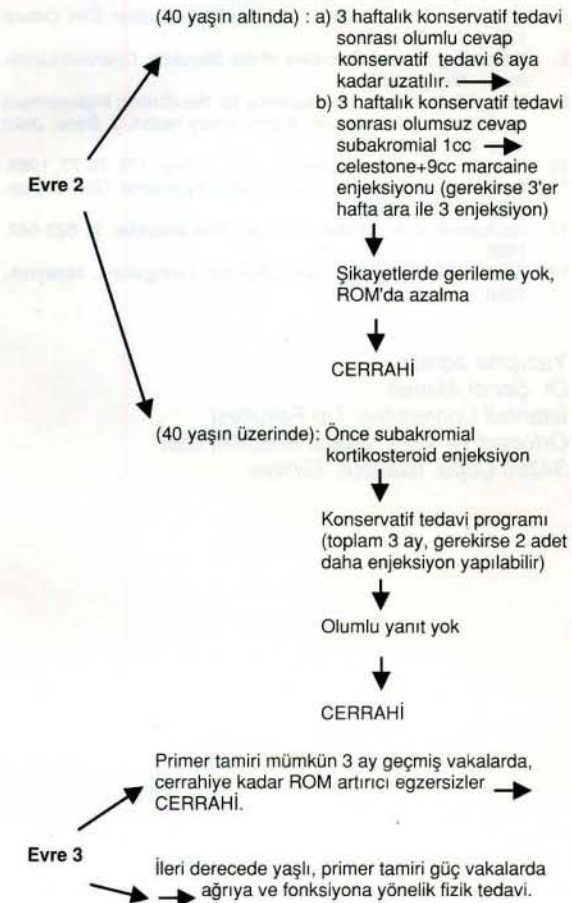 (40 yaşın altında) : a) 3 haftalık konservatif tedavi
sonrası olumlu cevap
konservatif tedavi 6 aya
kadar uzatılır.
b) 3 haftalık konservatif tedavi
sonrası olumsuz cevap
subakromial 1cc
celestone+9cc marcaine
enjeksiyonu (gerekirse 3'er
hafta ara ile 3 enjeksiyon)
Evre 2
Şikayetlerde gerileme yok,
ROM'da azalma
CERRAHİ
(40 yaşın üzerinde): Önce subakromial
kortikosteroid enjeksiyon
Konservatif tedavi programı
(toplam 3 ay, gerekirse 2 adet
daha enjeksiyon yapılabilir)
Olumlu yanıt yok
CERRAHİ
Primer tamiri mümkün 3 ay geçmiş vakalarda,
cerrahiye kadar ROM artırıcı egzersizler
CERRAHİ.
Evre 3
İleri derecede yaşlı, primer tamiri güç vakalarda
ağrıya ve fonksiyona yönelik fizik tedavi.